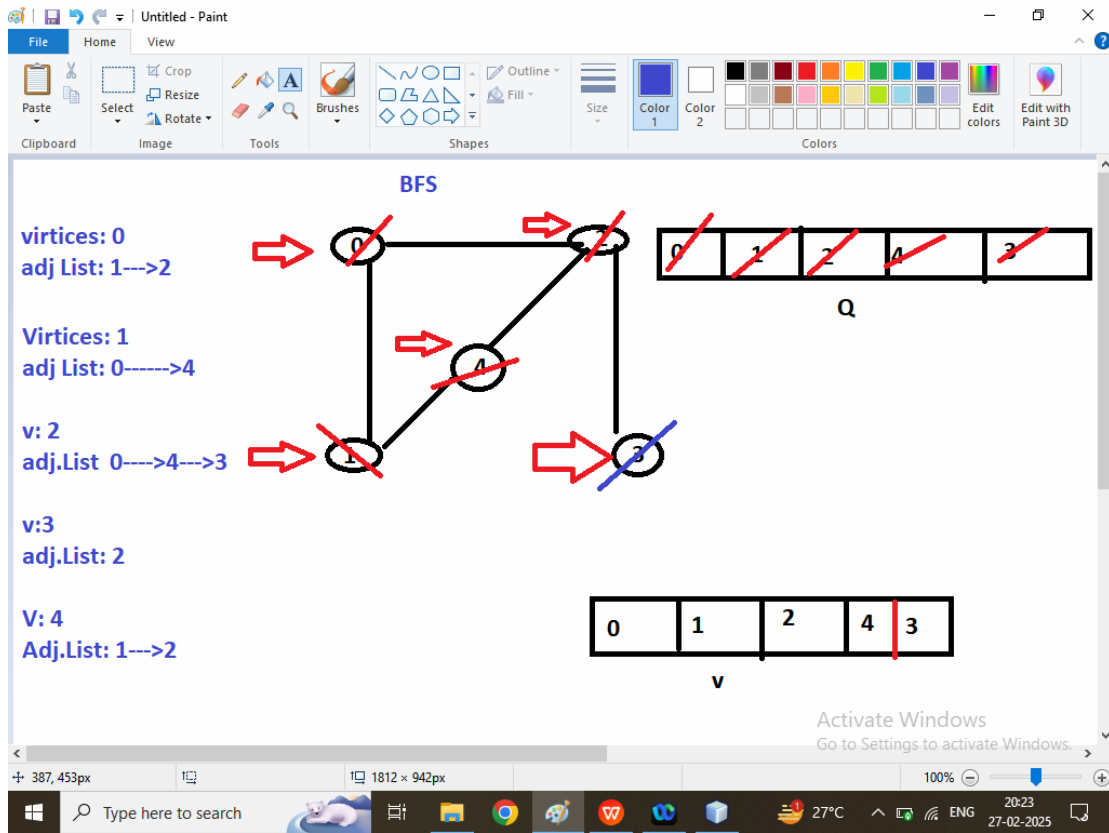 Untitled - Paint
File Home View
Paste
Select
Crop
Resize
Rotate
Brushes
Outline
Fill
Size
Color 1
Color 2
Edit colors
Edit with Paint 3D
Clipboard
Image
Tools
Shapes
Colors
BFS
virtices: 0
adj List: 1--->2
Virtices: 1
adj List: 0------>4
v: 2
adj.List 0---->4--->3
v:3
adj.List: 2
V: 4
Adj.List: 1--->2
0
2
4
1
3
0 1 2 4 3
Q
0 1 2 4 3
v
Activate Windows
Go to Settings to activate Windows.
387, 453px
1812 × 942px
100%
Type here to search
27°C
ENG
20:23
27-02-2025